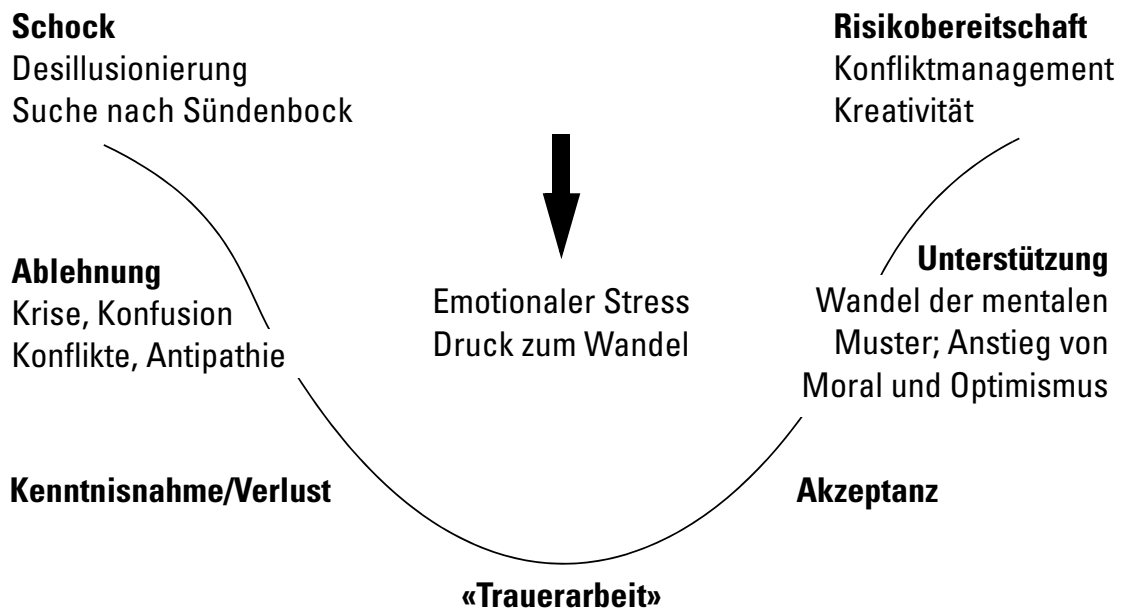 Schock
Desillusionierung
Suche nach Sündenbock
Ablehnung
Krise, Konfusion
Konflikte, Antipathie
Kenntnisnahme/Verlust
Emotionaler Stress
Druck zum Wandel
«Trauerarbeit»
Risikobereitschaft
Konfliktmanagement
Kreativität
Unterstützung
Wandel der mentalen
Muster; Anstieg von
Moral und Optimismus
Akzeptanz